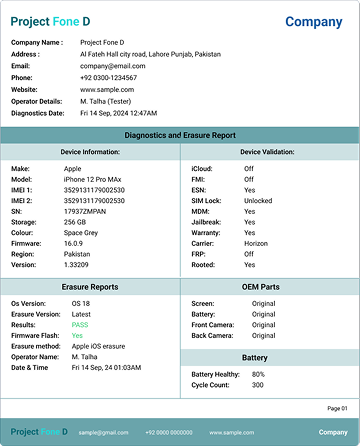 Project Fone D
Company
Company Name : Project Fone D
Address : Al Fateh Hall city road, Lahore Punjab, Pakistan
Email: company@email.com
Phone: +92 0300-1234567
Website: www.sample.com
Operator Details: M. Talha (Tester)
Diagnostics Date: Fri 14 Sep, 2024 12:47AM
Diagnostics and Erasure Report
Device Information:
Make: Apple
Model: iPhone 12 Pro MAx
IMEI 1: 3529131179002530
IMEI 2: 3529131179002530
SN: 17937ZMPAN
Storage: 256 GB
Colour: Space Grey
Firmware: 16.0.9
Region: Pakistan
Version: 1.33209
Device Validation:
iCloud: Off
FMI: Off
ESN: Yes
SIM Lock: Unlocked
MDM: Yes
Jailbreak: Yes
Warranty: Yes
Carrier: Horizon
FRP: Off
Rooted: Yes
Erasure Reports
Os Version: OS 18
Erasure Version: Latest
Results: PASS
Firmware Flash: Yes
Erasure method: Apple iOS erasure
Operator Name: M. Talha
Date & Time Fri 14 Sep, 24 01:03AM
OEM Parts
Screen: Original
Battery: Original
Front Camera: Original
Back Camera: Original
Battery
Battery Healthy: 80%
Cycle Count: 300
Page 01
Project Fone D sample@gmail.com +92 0000 0000000 www.sample.com Company